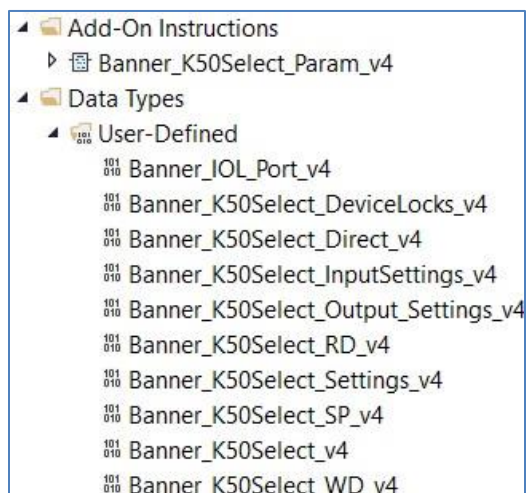 Add-On Instructions
Banner_K50Select_Param_v4
Data Types
User-Defined
Banner_IOL_Port_v4
Banner_K50Select_DeviceLocks_v4
Banner_K50Select_Direct_v4
Banner_K50Select_InputSettings_v4
Banner_K50Select_Output_Settings_v4
Banner_K50Select_RD_v4
Banner_K50Select_Settings_v4
Banner_K50Select_SP_v4
Banner_K50Select_v4
Banner_K50Select_WD_v4